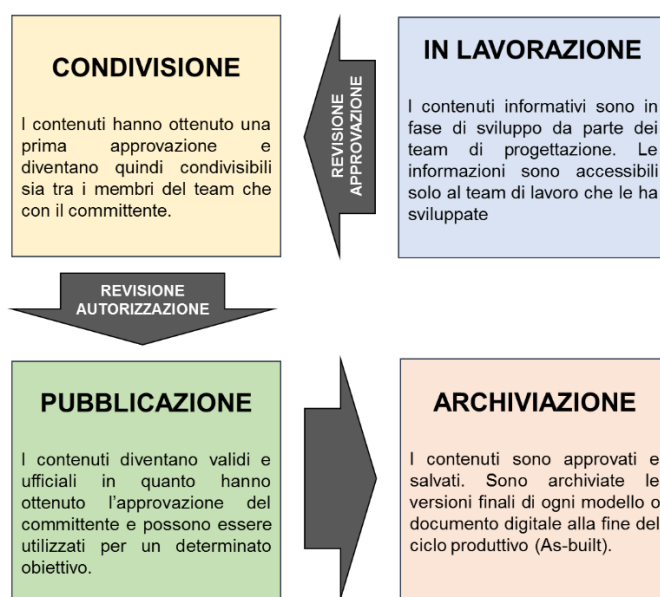 CONDIVISIONE
I contenuti hanno ottenuto una
prima approvazione e
diventano quindi condivisibili
sia tra i membri del team che
con il committente.
REVISIONE
APPROVAZIONE
IN LAVORAZIONE
I contenuti informativi sono in
fase di sviluppo da parte dei
team di progettazione. Le
informazioni sono accessibili
solo al team di lavoro che le ha
sviluppate
REVISIONE
AUTORIZZAZIONE
PUBBLICAZIONE
I contenuti diventano validi e
ufficiali in quanto hanno
ottenuto l'approvazione del
committente e possono essere
utilizzati per un determinato
obiettivo.
ARCHIVIAZIONE
I contenuti sono approvati e
salvati. Sono archiviate le
versioni finali di ogni modello o
documento digitale alla fine del
ciclo produttivo (As-built).